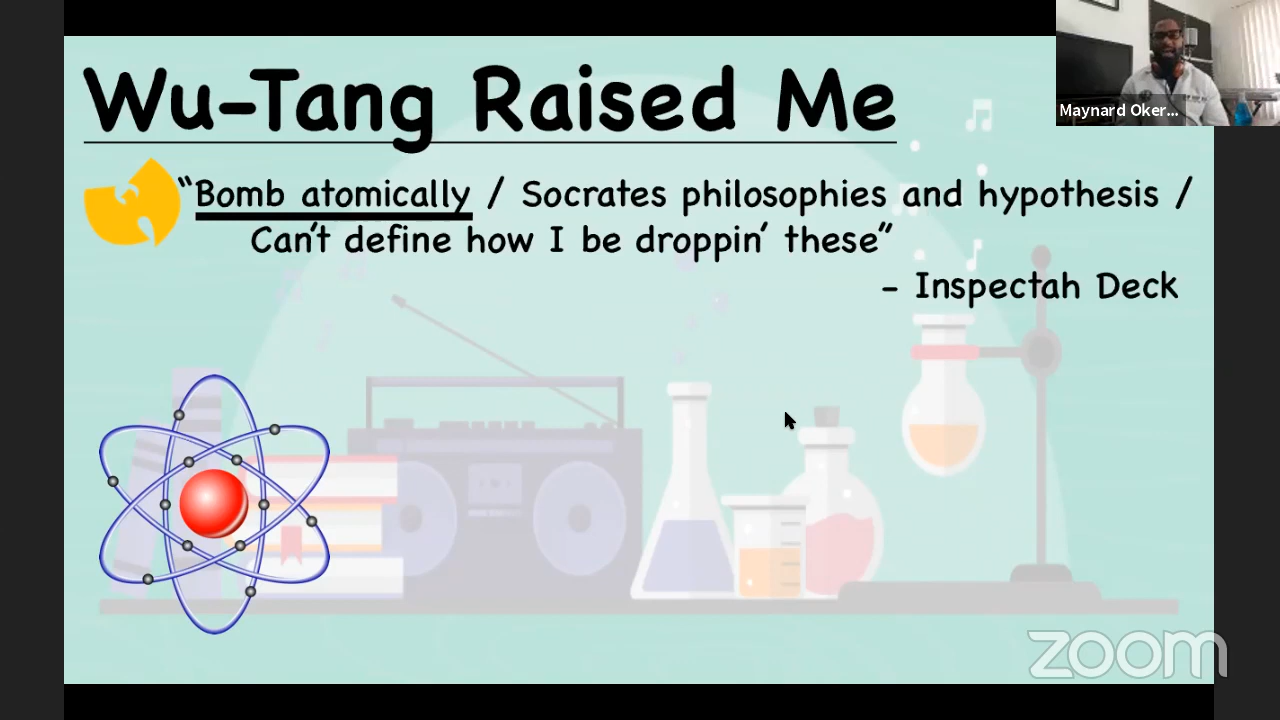 Wu-Tang Raised Me
Maynard Oker...
“Bomb atomically / Socrates philosophies and hypothesis /
Can’t define how I be droppin’ these”
- Inspectah Deck
zoom